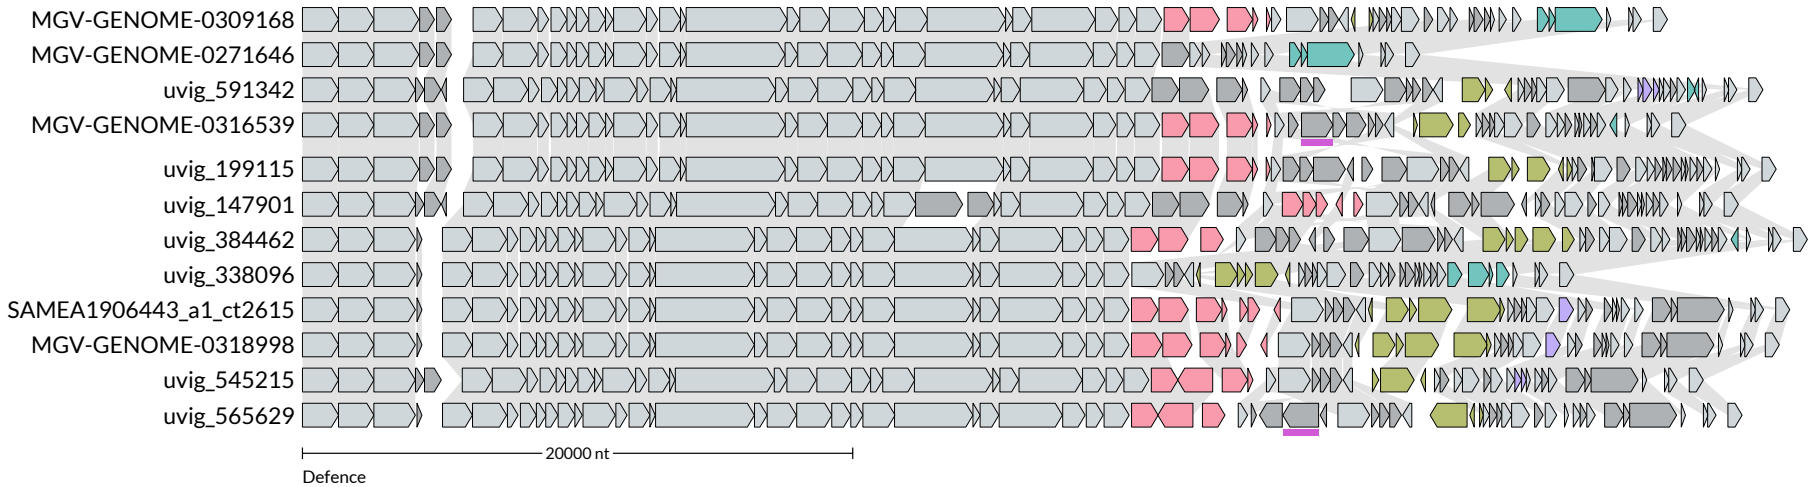 MGV-GENOME-0309168
MGV-GENOME-0271646
uvig_591342
MGV-GENOME-0316539
uvig_199115
uvig_147901
uvig_384462
uvig_338096
SAMEA1906443_a1_ct2615
MGV-GENOME-0318998
uvig_545215
uvig_565629
20000 nt
Defence